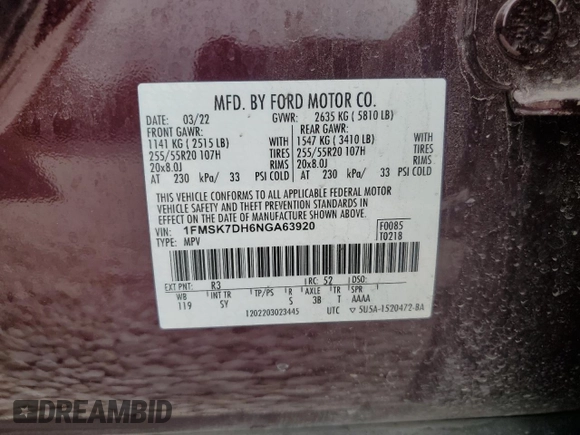 MFD. BY FORD MOTOR CO.
DATE: 03/22 GVWR: 2635 KG ( 5810 LB)
FRONT GAWR: REAR GAWR:
1141 KG ( 2515 LB) WITH 1547 KG ( 3410 LB) WITH
255/55R20 107H TIRES 255/55R20 107H TIRES
20x8.0J RIMS 20x8.0J RIMS
AT 230 kPa/ 33 PSI COLD AT 230 kPa/ 33 PSI COLD
THIS VEHICLE CONFORMS TO ALL APPLICABLE FEDERAL MOTOR
VEHICLE SAFETY AND THEFT PREVENTION STANDARDS IN
EFFECT ON THE DATE OF MANUFACTURE SHOWN ABOVE.
VIN: 1FMSK7DH6NGA63920 F0085
TYPE: MPV T0218
EXT PNT: R3 RC: 52 DSO:
WB INT TR TP/PS R AXLE TR SPR
119 5Y S 3B T AAAA
1202203023445 UTC ▽ 5U5A-1520472-BA
DREAMBID